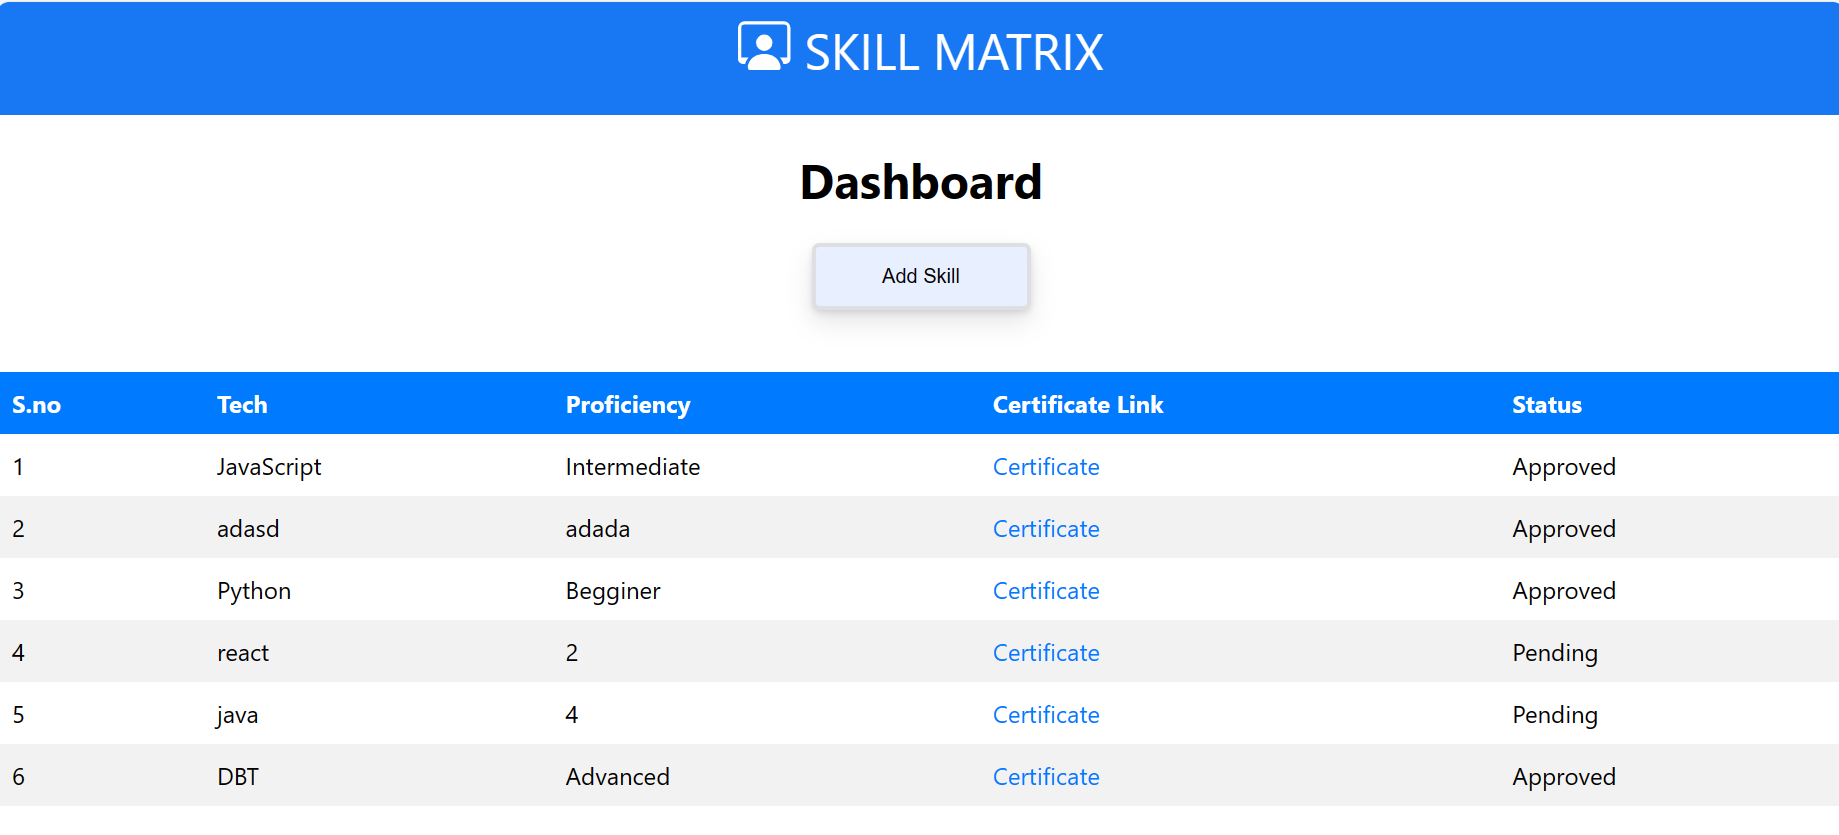 SKILL MATRIX
Dashboard
Add Skill
S.no Tech Proficiency Certificate Link Status
1 JavaScript Intermediate Certificate Approved
2 adasd adada Certificate Approved
3 Python Begginer Certificate Approved
4 react 2 Certificate Pending
5 java 4 Certificate Pending
6 DBT Advanced Certificate Approved